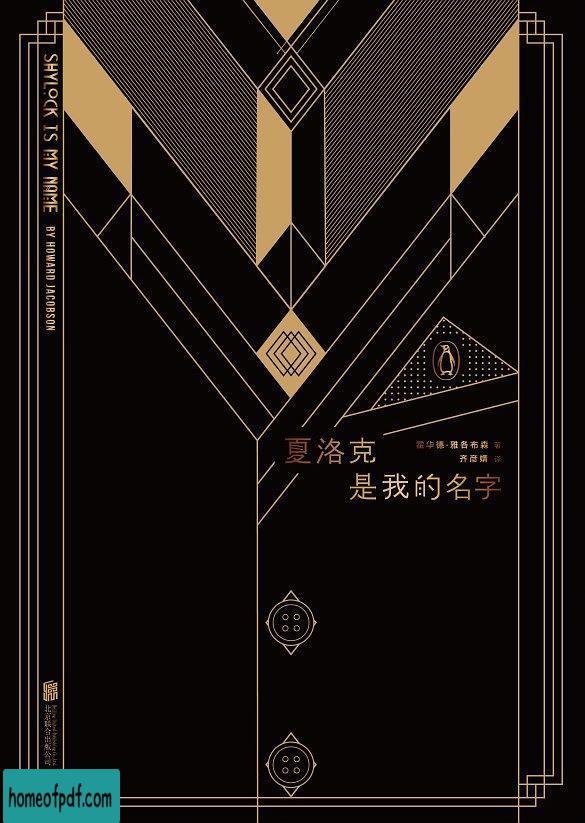 SHYLOCK IS MY NAME
BY HOWARD JACOBSON
夏洛克
是我的名字
霍华德·雅各布森 著
齐彦婧 译
北京联合出版公司
homeofpdf.com